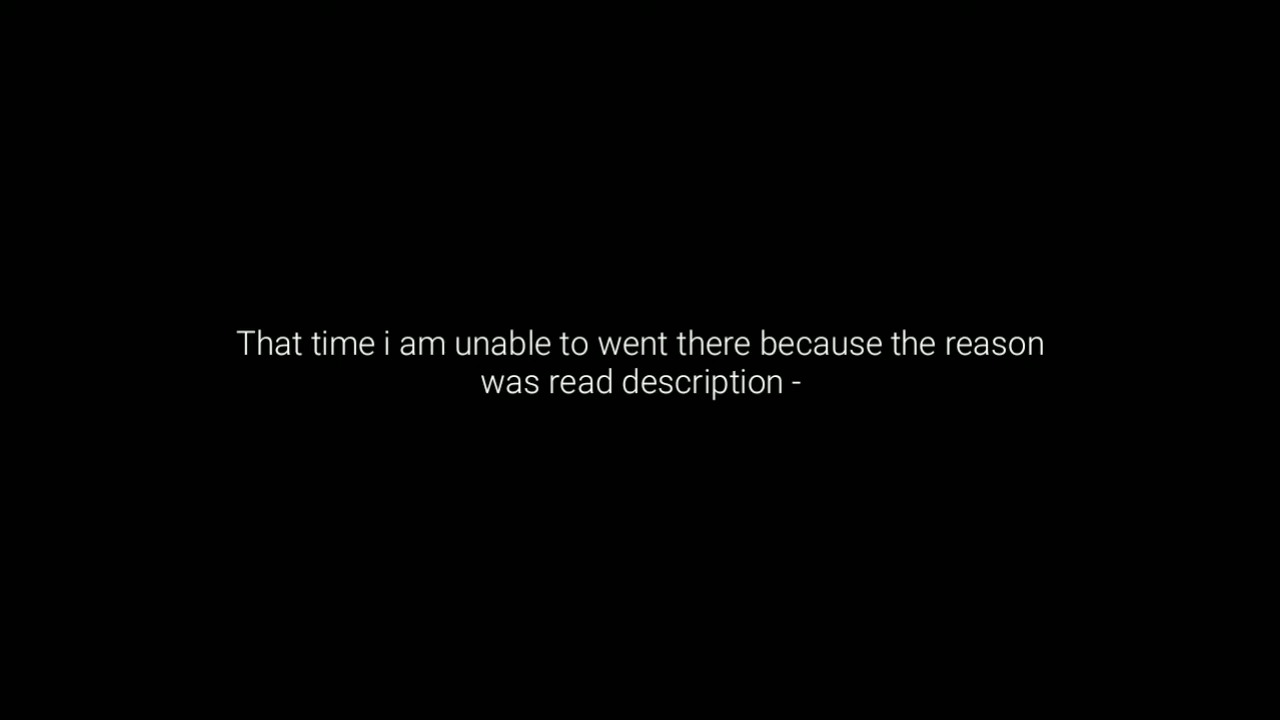 That time i am unable to went there because the reason
was read description -